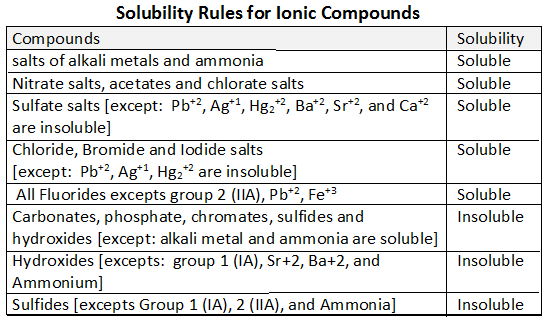 Solubility Rules for Ionic Compounds
Compounds Solubility
salts of alkali metals and ammonia Soluble
Nitrate salts, acetates and chlorate salts Soluble
Sulfate salts [except: Pb⁺², Ag⁺¹, Hg₂⁺², Ba⁺², Sr⁺², and Ca⁺² Soluble
are insoluble]
Chloride, Bromide and Iodide salts Soluble
[except: Pb⁺², Ag⁺¹, Hg₂⁺² are insoluble]
All Fluorides excepts group 2 (IIA), Pb⁺², Fe⁺³ Soluble
Carbonates, phosphate, chromates, sulfides and Insoluble
hydroxides [except: alkali metal and ammonia are soluble]
Hydroxides [excepts: group 1 (IA), Sr+2, Ba+2, and Insoluble
Ammonium]
Sulfides [excepts Group 1 (IA), 2 (IIA), and Ammonia] Insoluble